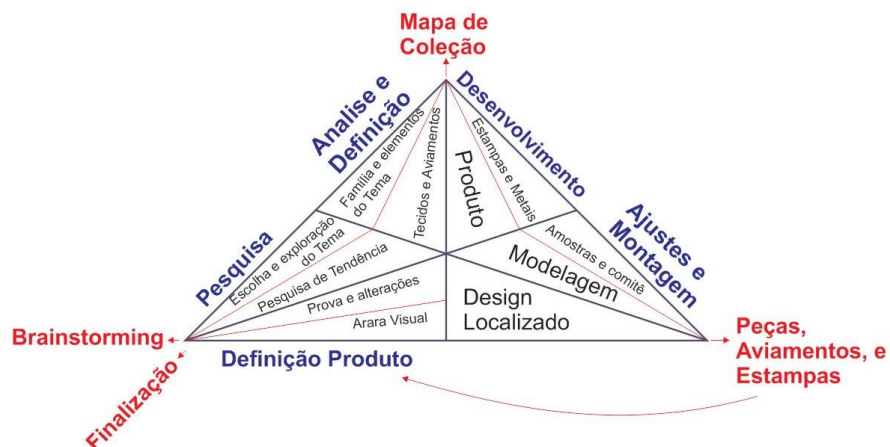 Mapa de
Coleção
Analise e
Definição
Desenvolvimento
Família e elementos
do Tema
Tecidos e Aviamentos
Produto
Estampas e Metais
Pesquisa
Escolha e exploração
do Tema
Pesquisa de Tendência
Ajustes e
Montagem
Amostras e comitê
Modelagem
Prova e alterações
Arara Visual
Design
Localizado
Brainstorming
Finalização
Definição Produto
Peças,
Aviamentos, e
Estampas